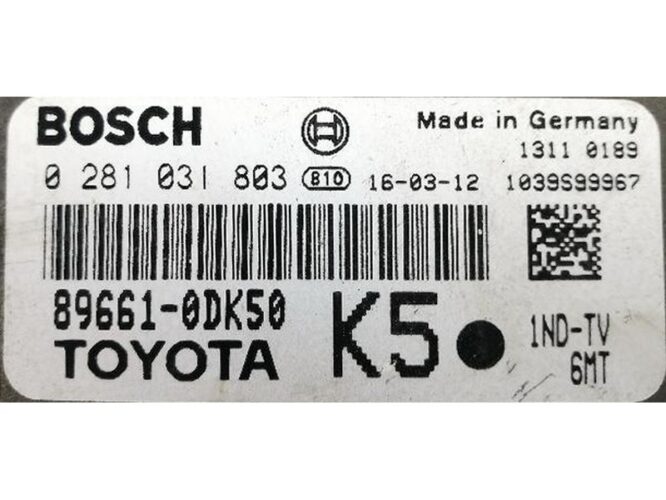 BOSCH Made in Germany
1311 0189
0 281 031 803 810 16-03-12 1039S99967
89661-0DK50 K5 1ND-TV
TOYOTA 6MT